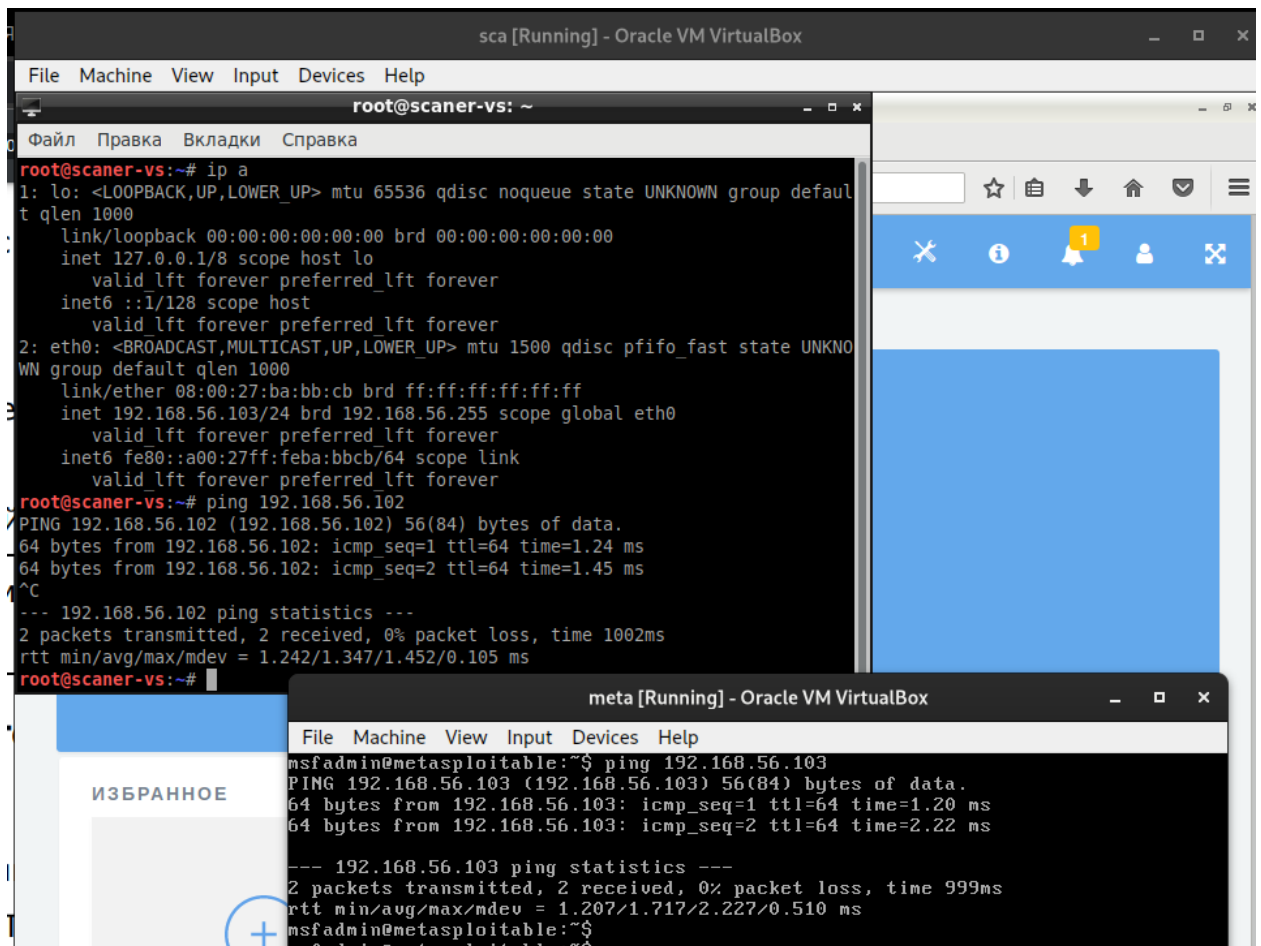 sca [Running] - Oracle VM VirtualBox
File Machine View Input Devices Help
root@scaner-vs: ~
Файл Правка Вкладки Справка
root@scaner-vs:~# ip a
1: lo: <LOOPBACK,UP,LOWER_UP> mtu 65536 qdisc noqueue state UNKNOWN group defaul
t qlen 1000
link/loopback 00:00:00:00:00:00 brd 00:00:00:00:00:00
inet 127.0.0.1/8 scope host lo
valid_lft forever preferred_lft forever
inet6 ::1/128 scope host
valid_lft forever preferred_lft forever
2: eth0: <BROADCAST,MULTICAST,UP,LOWER_UP> mtu 1500 qdisc pfifo_fast state UNKNO
WN group default qlen 1000
link/ether 08:00:27:ba:bb:cb brd ff:ff:ff:ff:ff:ff
inet 192.168.56.103/24 brd 192.168.56.255 scope global eth0
valid_lft forever preferred_lft forever
inet6 fe80::a00:27ff:feba:bbcb/64 scope link
valid_lft forever preferred_lft forever
root@scaner-vs:~# ping 192.168.56.102
PING 192.168.56.102 (192.168.56.102) 56(84) bytes of data.
64 bytes from 192.168.56.102: icmp_seq=1 ttl=64 time=1.24 ms
64 bytes from 192.168.56.102: icmp_seq=2 ttl=64 time=1.45 ms
^C
--- 192.168.56.102 ping statistics ---
2 packets transmitted, 2 received, 0% packet loss, time 1002ms
rtt min/avg/max/mdev = 1.242/1.347/1.452/0.105 ms
root@scaner-vs:~#
1
ИЗБРАННОЕ
meta [Running] - Oracle VM VirtualBox
File Machine View Input Devices Help
msfadmin@metasploitable:~$ ping 192.168.56.103
PING 192.168.56.103 (192.168.56.103) 56(84) bytes of data.
64 bytes from 192.168.56.103: icmp_seq=1 ttl=64 time=1.20 ms
64 bytes from 192.168.56.103: icmp_seq=2 ttl=64 time=2.22 ms
--- 192.168.56.103 ping statistics ---
2 packets transmitted, 2 received, 0% packet loss, time 999ms
rtt min/avg/max/mdev = 1.207/1.717/2.227/0.510 ms
msfadmin@metasploitable:~$